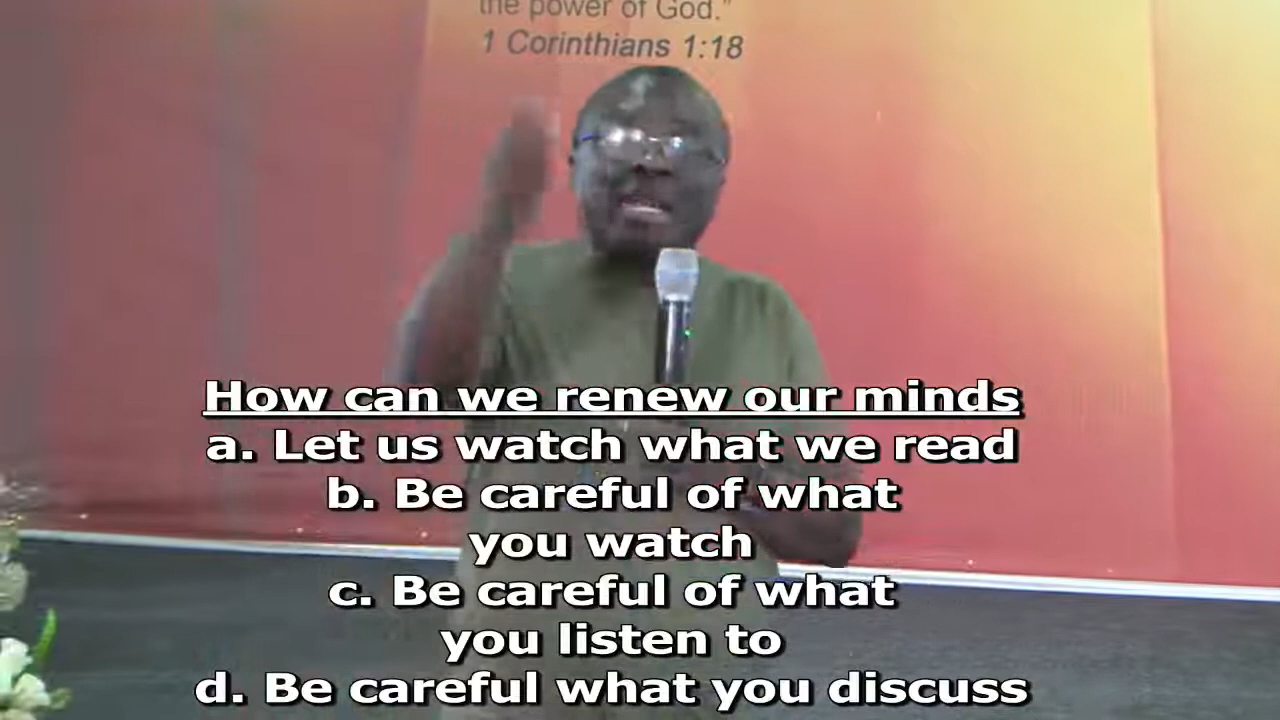 the power of God."
1 Corinthians 1:18
How can we renew our minds
a. Let us watch what we read
b. Be careful of what
you watch
c. Be careful of what
you listen to
d. Be careful what you discuss